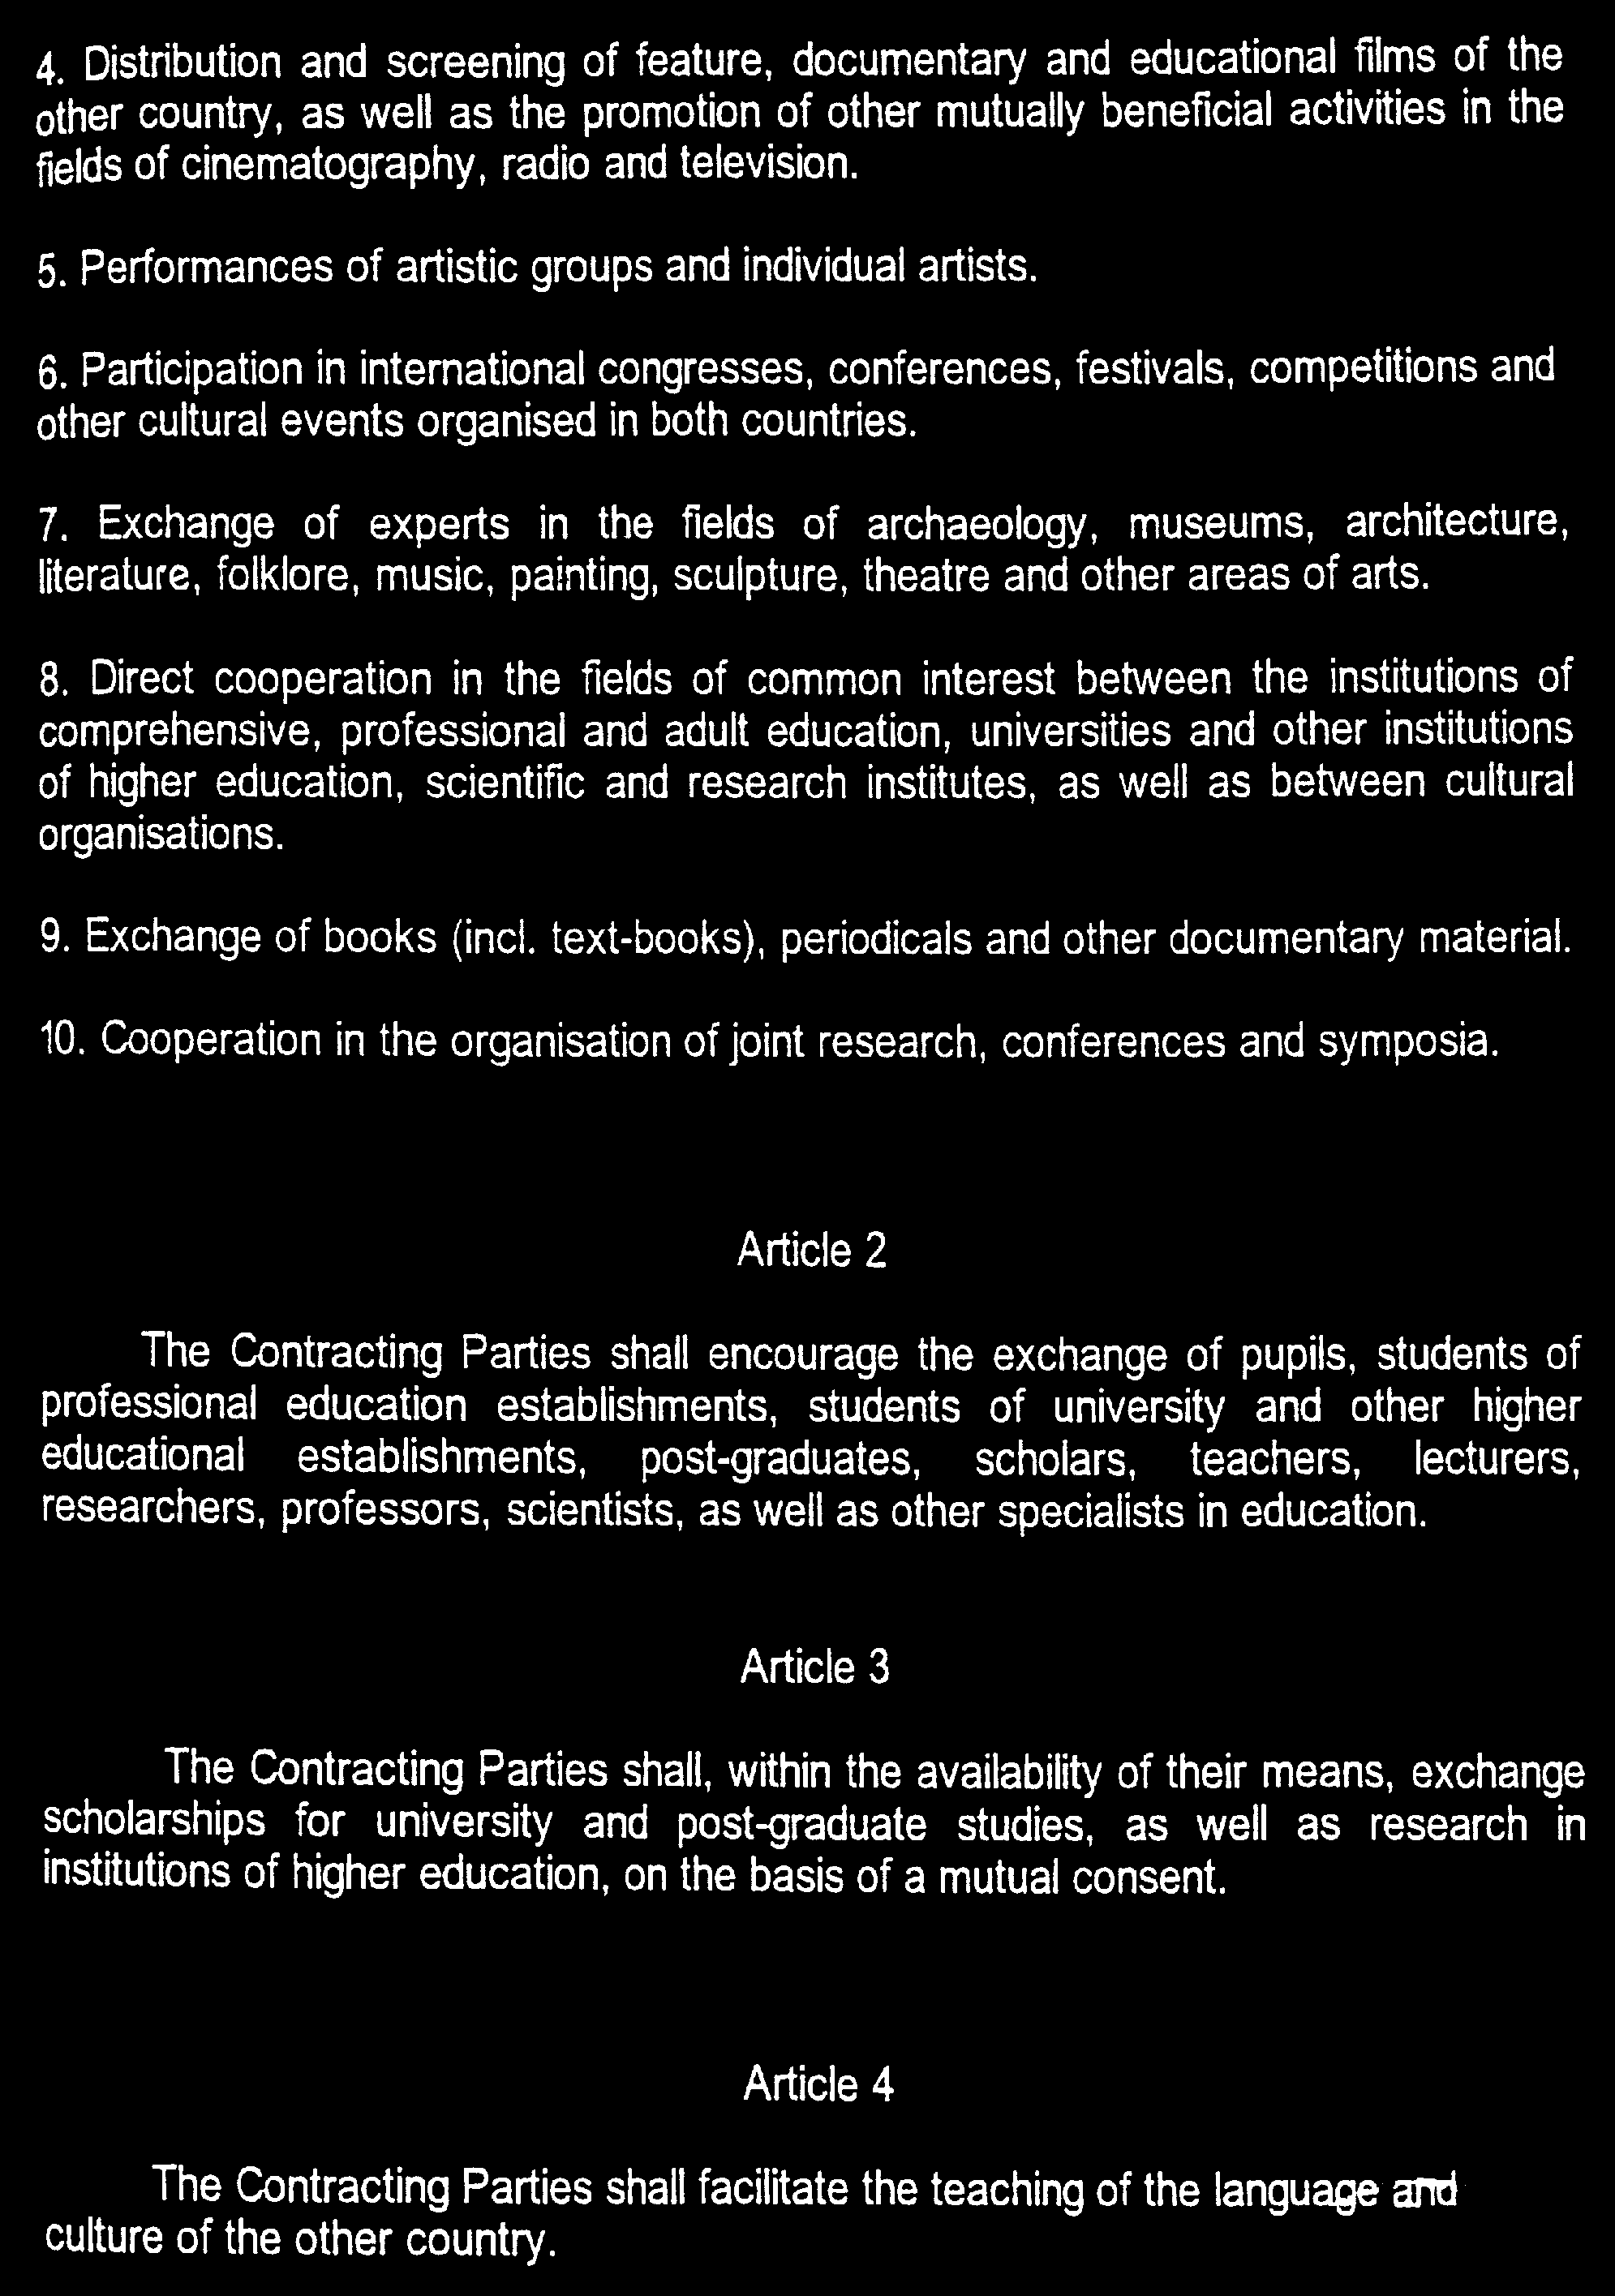 4. Distribution and screening of feature, documentary and educational films of the
other country, as well as the promotion of other mutually beneficial activities in the
fields of cinematography, radio and television.
5. Performances of artistic groups and individual artists.
6. Participation in international congresses, conferences, festivals, competitions and
other cultural events organised in both countries.
7. Exchange of experts in the fields of archaeology, museums, architecture,
literature, folklore, music, painting, sculpture, theatre and other areas of arts.
8. Direct cooperation in the fields of common interest between the institutions of
comprehensive, professional and adult education, universities and other institutions
of higher education, scientific and research institutes, as well as between cultural
organisations.
9. Exchange of books (incl. text-books), periodicals and other documentary material.
10. Cooperation in the organisation of joint research, conferences and symposia.
Article 2
The Contracting Parties shall encourage the exchange of pupils, students of
professional education establishments, students of university and other higher
educational establishments, post-graduates, scholars, teachers, lecturers,
researchers, professors, scientists, as well as other specialists in education.
Article 3
The Contracting Parties shall, within the availability of their means, exchange
scholarships for university and post-graduate studies, as well as research in
institutions of higher education, on the basis of a mutual consent.
Article 4
The Contracting Parties shall facilitate the teaching of the language and
culture of the other country.